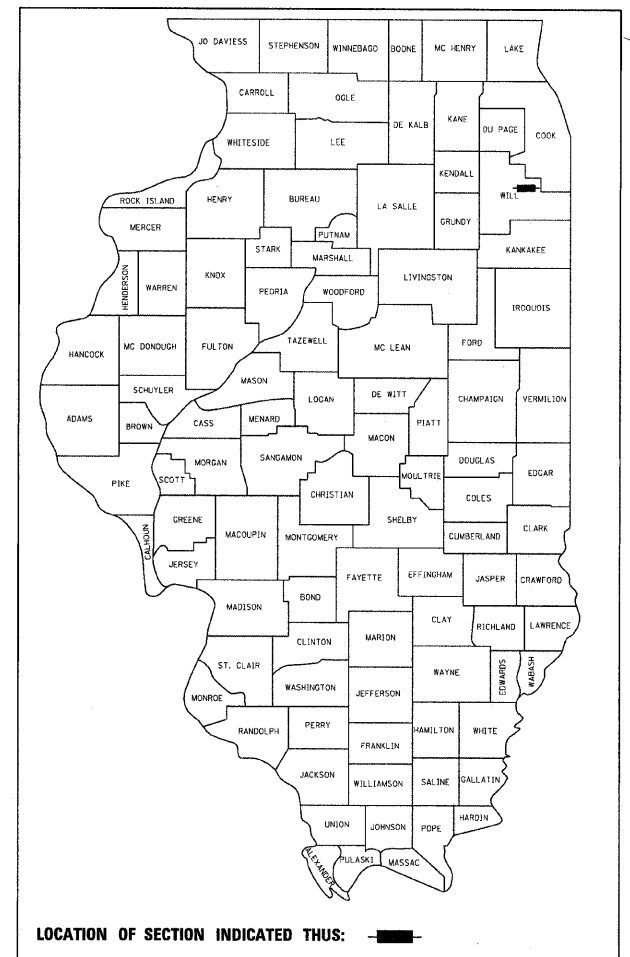 JO DAVIESS
STEPHENSON
WINNEBAGO
BOONE
MC HENRY
LAKE
CARROLL
OGLE
DE KALB
KANE
DU PAGE
COOK
WHITESIDE
LEE
KENDALL
WILL
ROCK ISLAND
HENRY
BUREAU
LA SALLE
GRUNDY
MERCER
PUTNAM
STARK
MARSHALL
KANKAKEE
HENDERSON
WARREN
KNOX
PEORIA
WOODFORD
LIVINGSTON
IROQUOIS
HANCOCK
MC DONOUGH
FULTON
TAZEWELL
MC LEAN
FORD
MASON
SCHUYLER
LOGAN
DE WITT
CHAMPAIGN
VERMILION
ADAMS
BROWN
CASS
MENARD
MACON
PIATT
MORGAN
SANGAMON
DOUGLAS
EDGAR
PIKE
SCOTT
CHRISTIAN
MOULTRIE
COLES
GREENE
MACOUPIN
MONTGOMERY
SHELBY
CUMBERLAND
CLARK
CALHOUN
JERSEY
FAYETTE
EFFINGHAM
JASPER
CRAWFORD
MADISON
BOND
CLAY
RICHLAND
LAWRENCE
CLINTON
MARION
ST. CLAIR
WAYNE
EDWARDS
WABASH
WASHINGTON
JEFFERSON
MONROE
RANDOLPH
PERRY
HAMILTON
WHITE
FRANKLIN
JACKSON
WILLIAMSON
SALINE
GALLATIN
UNION
JOHNSON
POPE
HARDIN
ALEXANDER
PULASKI
MASSAC
LOCATION OF SECTION INDICATED THUS: